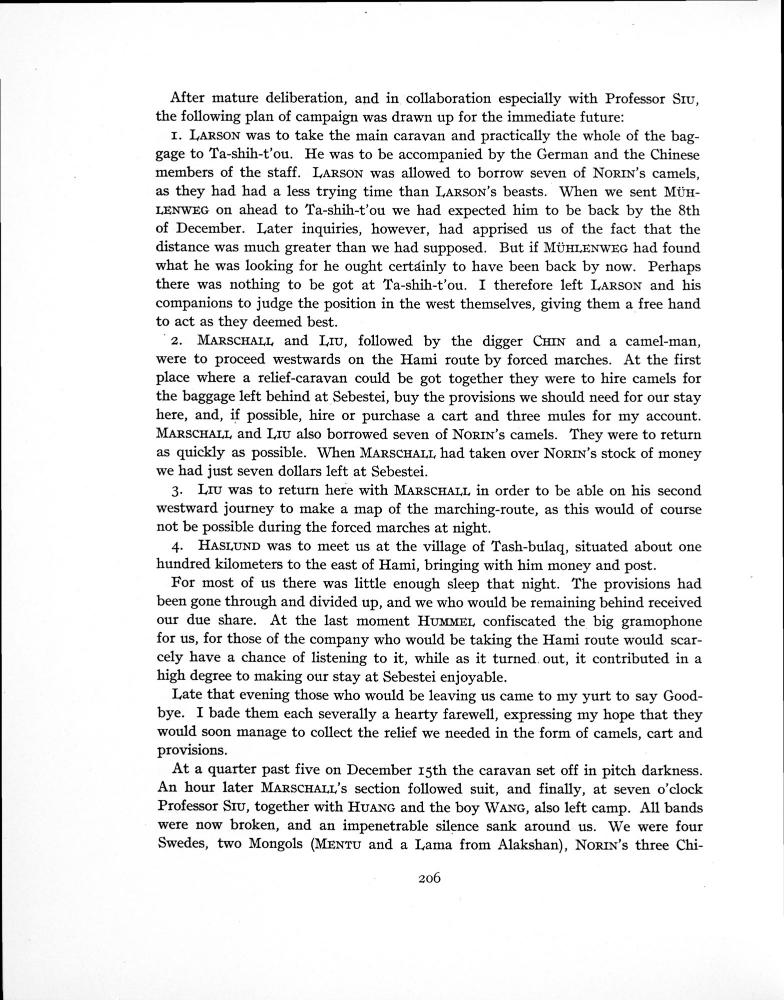 After mature deliberation, and in collaboration especially with Professor SIU,
the following plan of campaign was drawn up for the immediate future:
1. LARSON was to take the main caravan and practically the whole of the bag-
gage to Ta-shih-t'ou. He was to be accompanied by the German and the Chinese
members of the staff. LARSON was allowed to borrow seven of NORIN's camels,
as they had had a less trying time than LARSON's beasts. When we sent MÜH-
LENWEG on ahead to Ta-shih-t'ou we had expected him to be back by the 8th
of December. Later inquiries, however, had apprised us of the fact that the
distance was much greater than we had supposed. But if MÜHLENWEG had found
what he was looking for he ought certainly to have been back by now. Perhaps
there was nothing to be got at Ta-shih-t'ou. I therefore left LARSON and his
companions to judge the position in the west themselves, giving them a free hand
to act as they deemed best.
2. MARSCHALL and LIU, followed by the digger CHIN and a camel-man,
were to proceed westwards on the Hami route by forced marches. At the first
place where a relief-caravan could be got together they were to hire camels for
the baggage left behind at Sebestei, buy the provisions we should need for our stay
here, and, if possible, hire or purchase a cart and three mules for my account.
MARSCHALL and LIU also borrowed seven of NORIN's camels. They were to return
as quickly as possible. When MARSCHALL had taken over NORIN's stock of money
we had just seven dollars left at Sebestei.
3. LIU was to return here with MARSCHALL in order to be able on his second
westward journey to make a map of the marching-route, as this would of course
not be possible during the forced marches at night.
4. HASLUND was to meet us at the village of Tash-bulaq, situated about one
hundred kilometers to the east of Hami, bringing with him money and post.
For most of us there was little enough sleep that night. The provisions had
been gone through and divided up, and we who would be remaining behind received
our due share. At the last moment HUMMEL confiscated the big gramophone
for us, for those of the company who would be taking the Hami route would scar-
cely have a chance of listening to it, while as it turned out, it contributed in a
high degree to making our stay at Sebestei enjoyable.
Late that evening those who would be leaving us came to my yurt to say Good-
bye. I bade them each severally a hearty farewell, expressing my hope that they
would soon manage to collect the relief we needed in the form of camels, cart and
provisions.
At a quarter past five on December 15th the caravan set off in pitch darkness.
An hour later MARSCHALL's section followed suit, and finally, at seven o'clock
Professor SIU, together with HUANG and the boy WANG, also left camp. All bands
were now broken, and an impenetrable silence sank around us. We were four
Swedes, two Mongols (MENTU and a Lama from Alakshan), NORIN's three Chi-
206